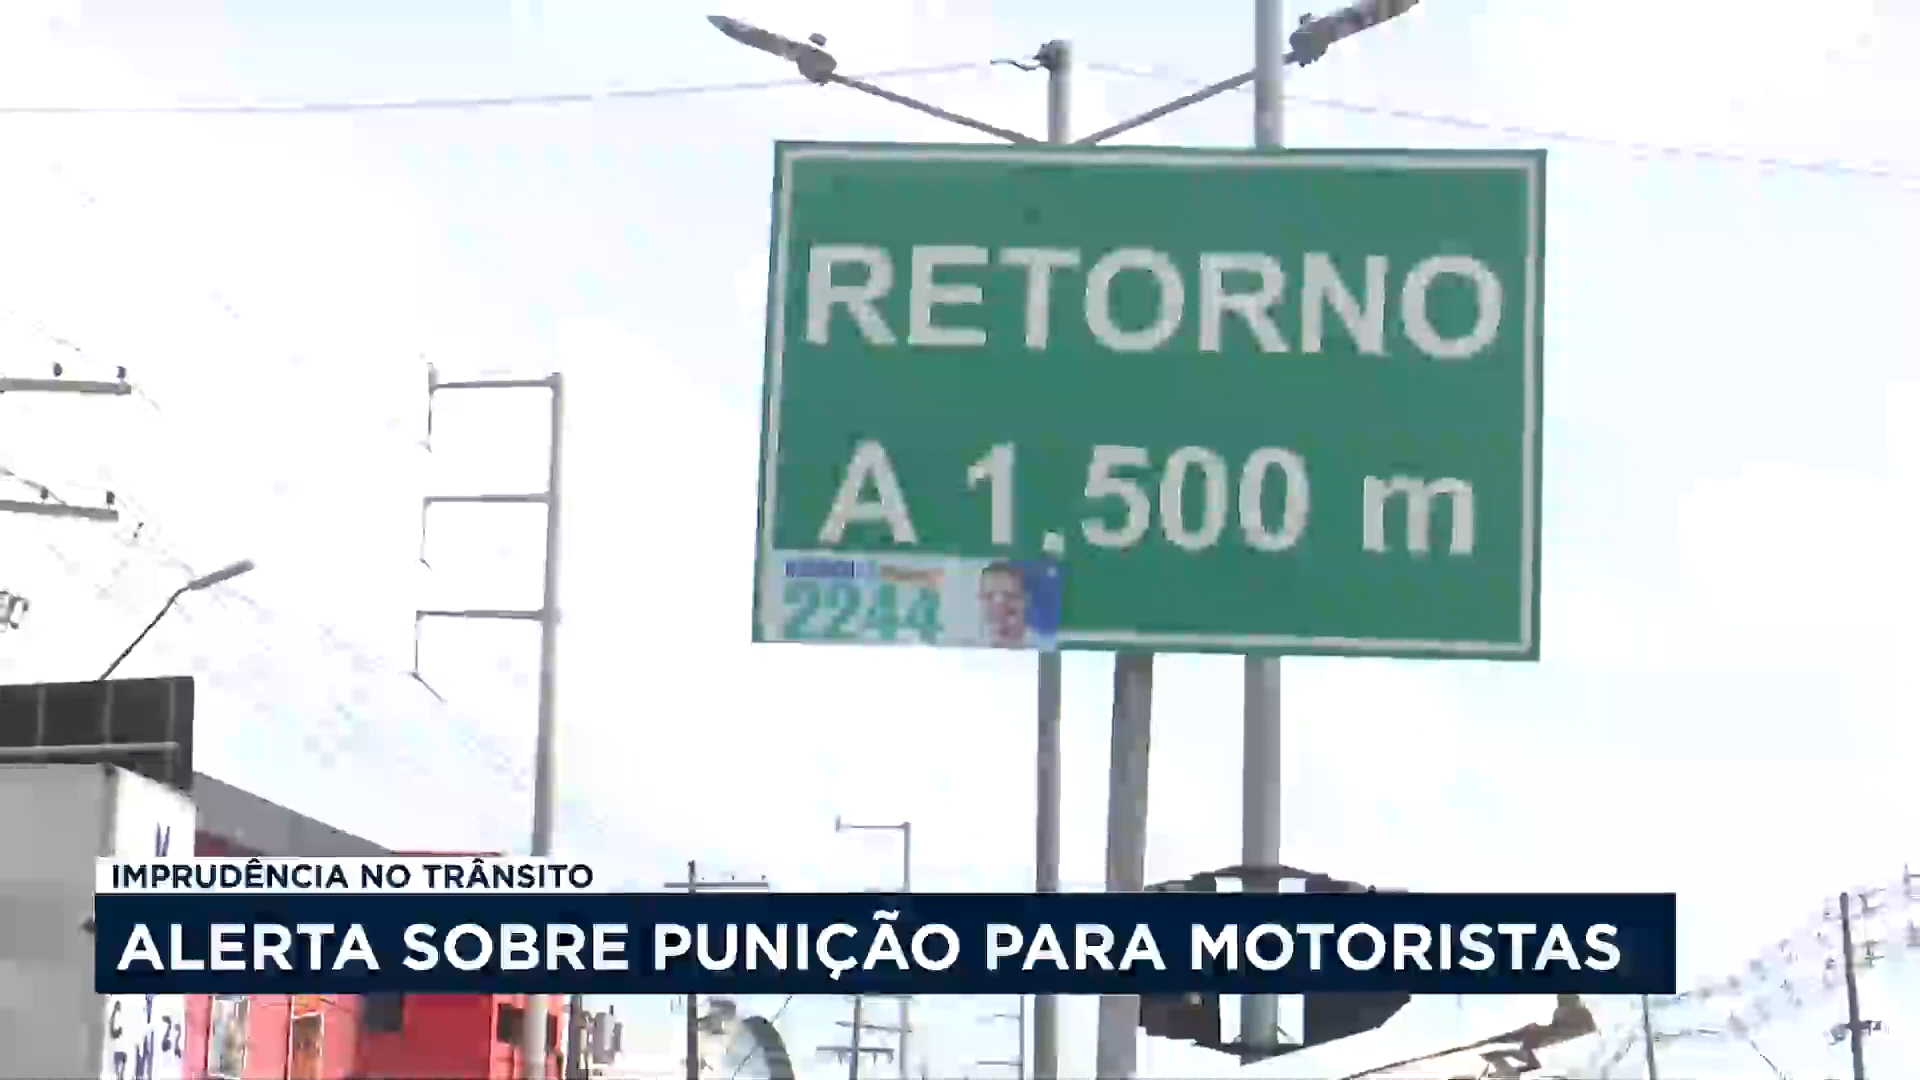 RETORNO
A 1.500 m
2244
IMPRUDÊNCIA NO TRÂNSITO
ALERTA SOBRE PUNIÇÃO PARA MOTORISTAS